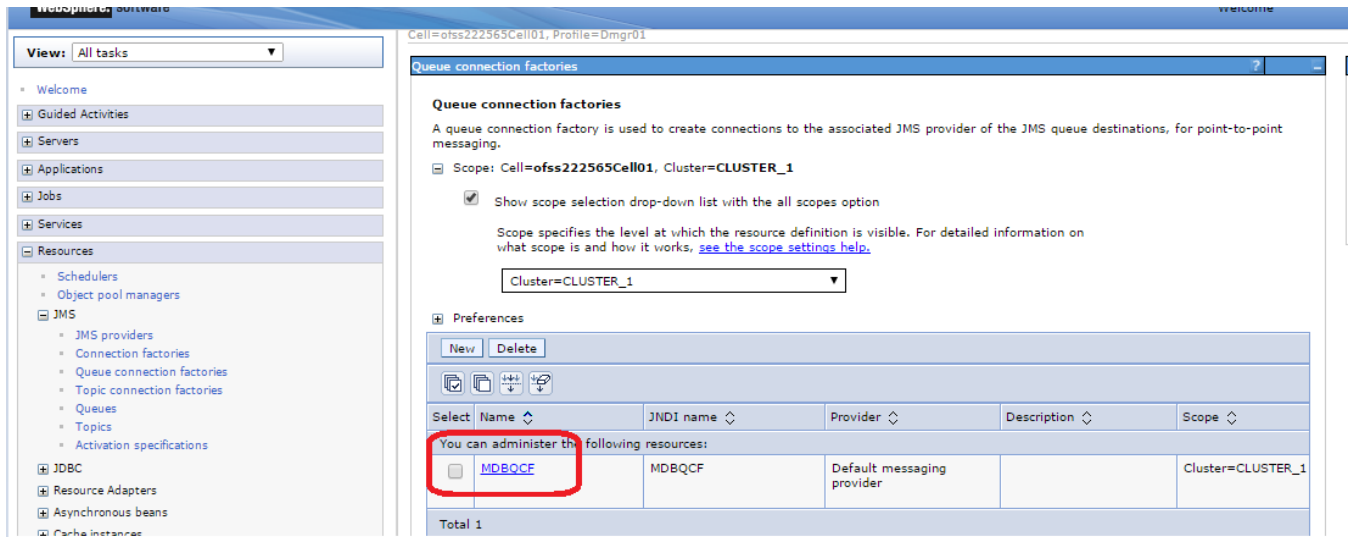 WebSphere. software
Welcome
View: All tasks
Welcome
Guided Activities
Servers
Applications
Jobs
Services
Resources
Schedulers
Object pool managers
JMS
JMS providers
Connection factories
Queue connection factories
Topic connection factories
Queues
Topics
Activation specifications
JDBC
Resource Adapters
Asynchronous beans
Cache instances
Cell=ofss222565Cell01, Profile=Dmgr01
Queue connection factories ? –
Queue connection factories
A queue connection factory is used to create connections to the associated JMS provider of the JMS queue destinations, for point-to-point
messaging.
Scope: Cell=ofss222565Cell01, Cluster=CLUSTER_1
Show scope selection drop-down list with the all scopes option
Scope specifies the level at which the resource definition is visible. For detailed information on
what scope is and how it works, see the scope settings help.
Cluster=CLUSTER_1
Preferences
New Delete
Select Name JNDI name Provider Description Scope
You can administer the following resources:
MDBQCF MDBQCF Default messaging provider Cluster=CLUSTER_1
Total 1